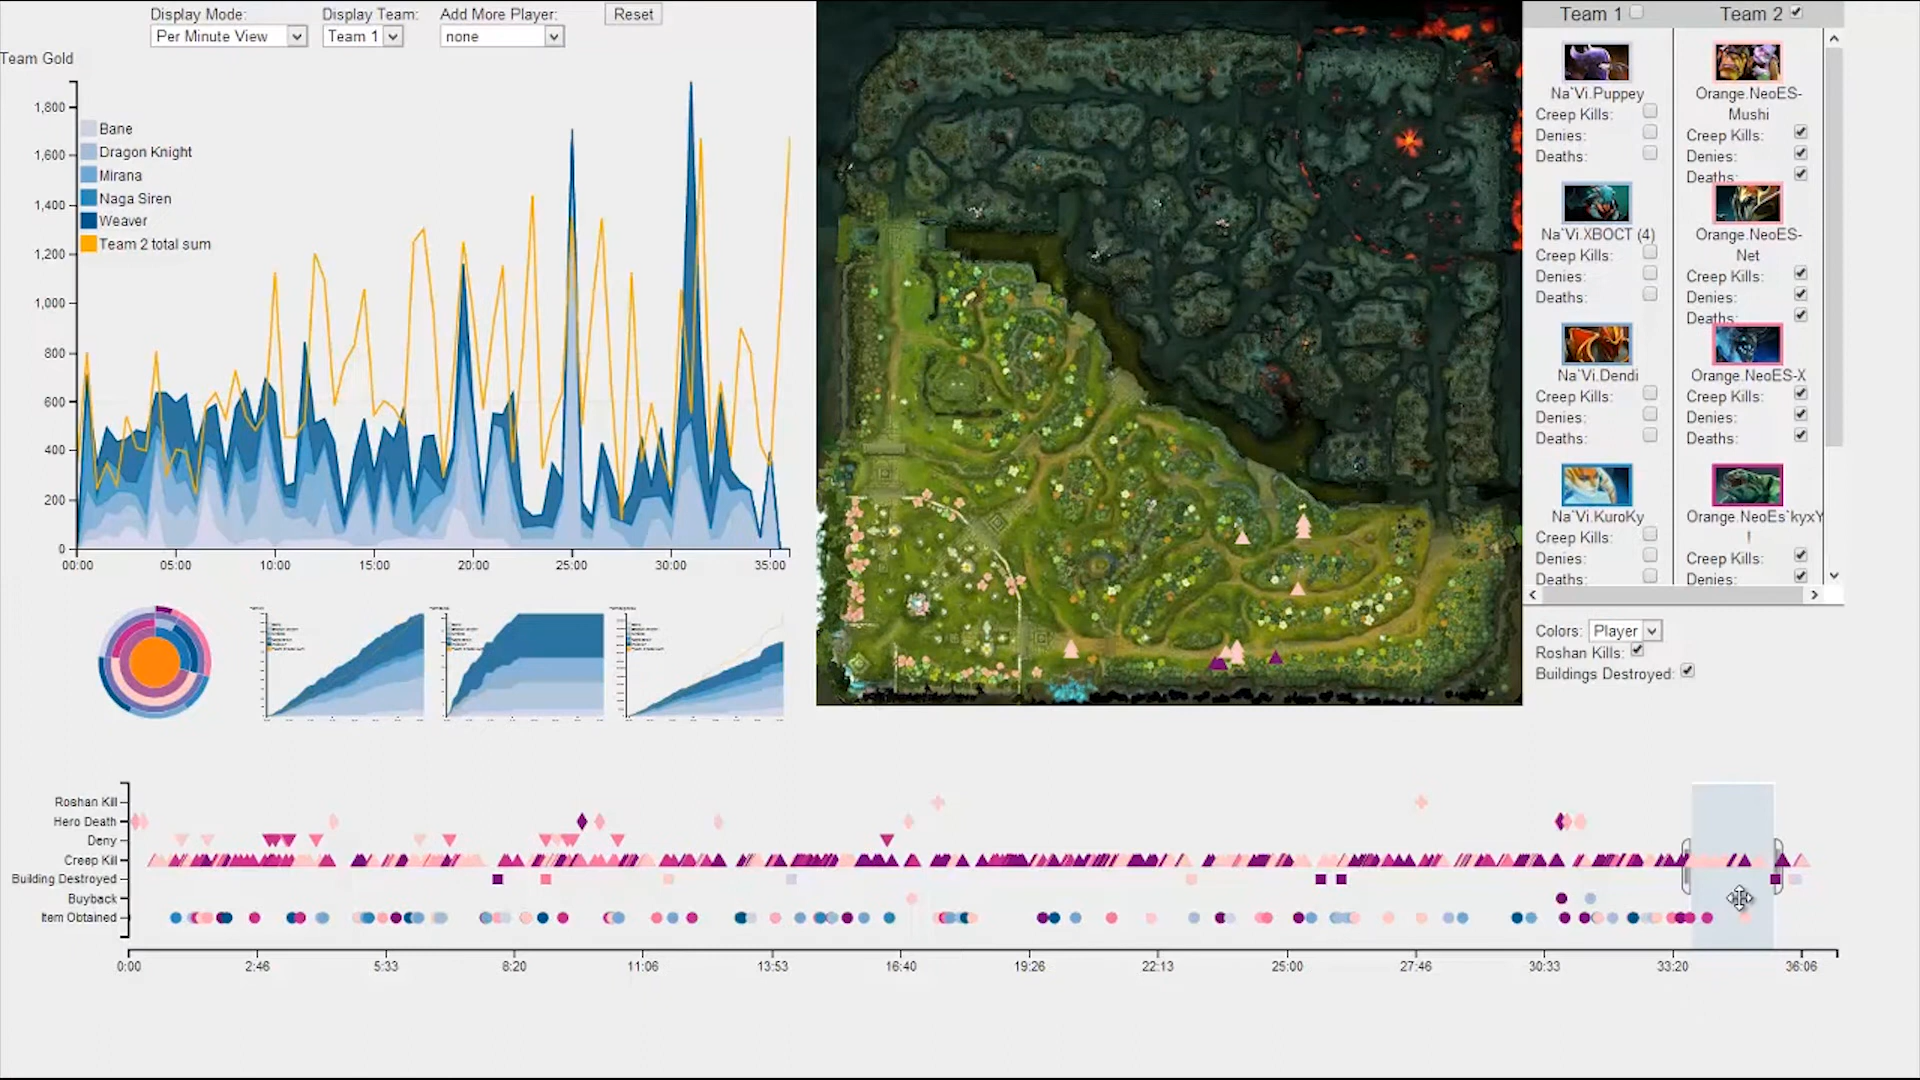 Display Mode: Display Team: Add More Player: Reset
Per Minute View Team 1 none
Team Gold
1,800
1,600
1,400
1,200
1,000
800
600
400
200
0
Bane
Dragon Knight
Mirana
Naga Siren
Weaver
Team 2 total sum
00:00 05:00 10:00 15:00 20:00 25:00 30:00 35:00
Team 1 Team 2
Na`Vi.Puppey
Creep Kills:
Denies:
Deaths:
Na`Vi.XBOCT (4)
Creep Kills:
Denies:
Deaths:
Na`Vi.Dendi
Creep Kills:
Denies:
Deaths:
Na`Vi.KuroKy
Creep Kills:
Denies:
Deaths:
Orange.NeoES-
Mushi
Creep Kills:
Denies:
Deaths:
Orange.NeoES-
Net
Creep Kills:
Denies:
Deaths:
Orange.NeoES-X
Creep Kills:
Denies:
Deaths:
Orange.NeoEs`kyxY
!
Creep Kills:
Denies:
Colors: Player
Roshan Kills:
Buildings Destroyed:
Roshan Kill
Hero Death
Deny
Creep Kill
Building Destroyed
Buyback
Item Obtained
0:00 2:46 5:33 8:20 11:06 13:53 16:40 19:26 22:13 25:00 27:46 30:33 33:20 36:06